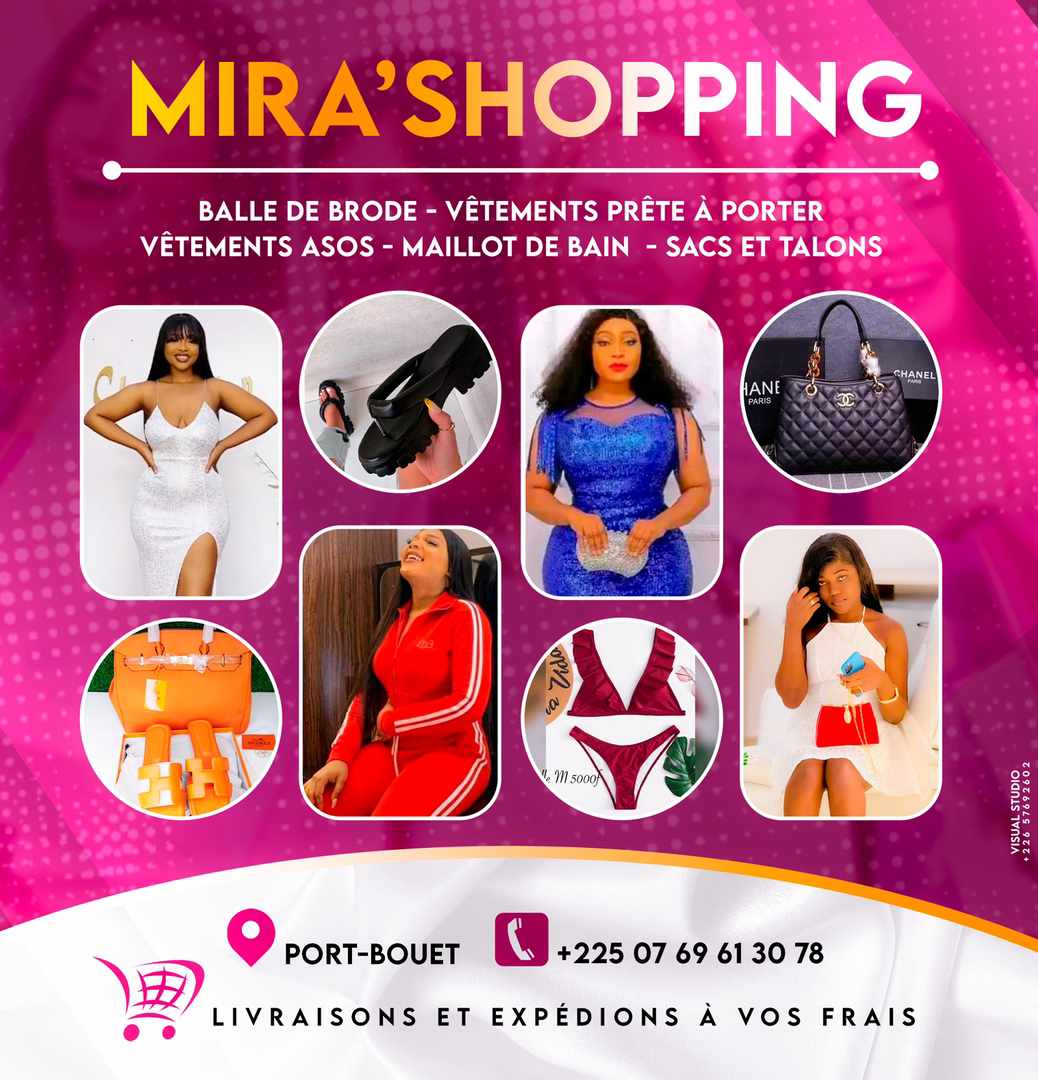 MIRA'SHOPPING
BALLE DE BRODE - VÊTEMENTS PRÊTE À PORTER
VÊTEMENTS ASOS - MAILLOT DE BAIN - SACS ET TALONS
CHANEL
PARIS
PARIS
M 5000f
VISUAL STUDIO
+226 57692602
PORT-BOUET
+225 07 69 61 30 78
LIVRAISONS ET EXPÉDIONS À VOS FRAIS